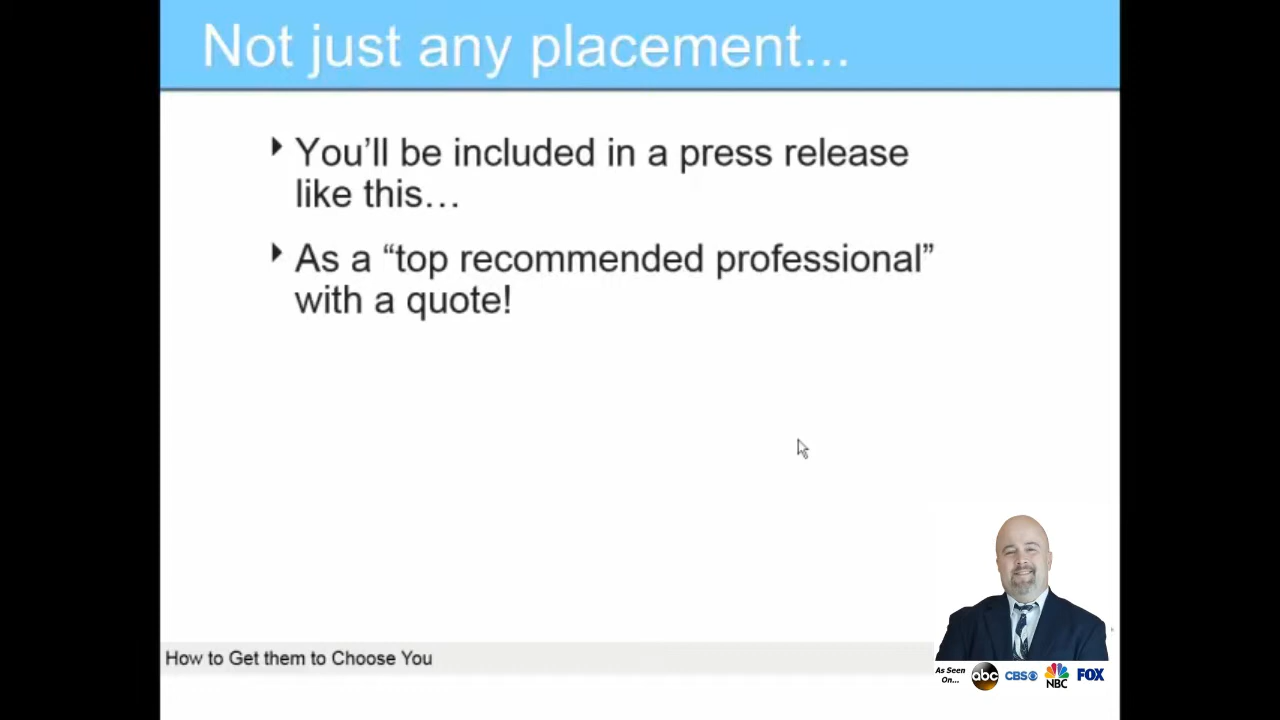 Not just any placement...
You’ll be included in a press release
like this…
As a “top recommended professional”
with a quote!
How to Get them to Choose You
As Seen
On...
abc CBS NBC FOX